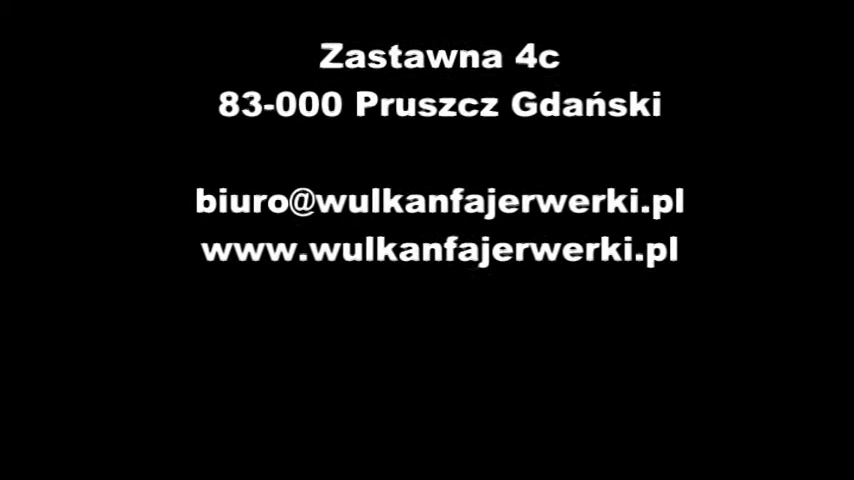 Zastawna 4c
83-000 Pruszcz Gdański
biuro@wulkanfajerwerki.pl
www.wulkanfajerwerki.pl